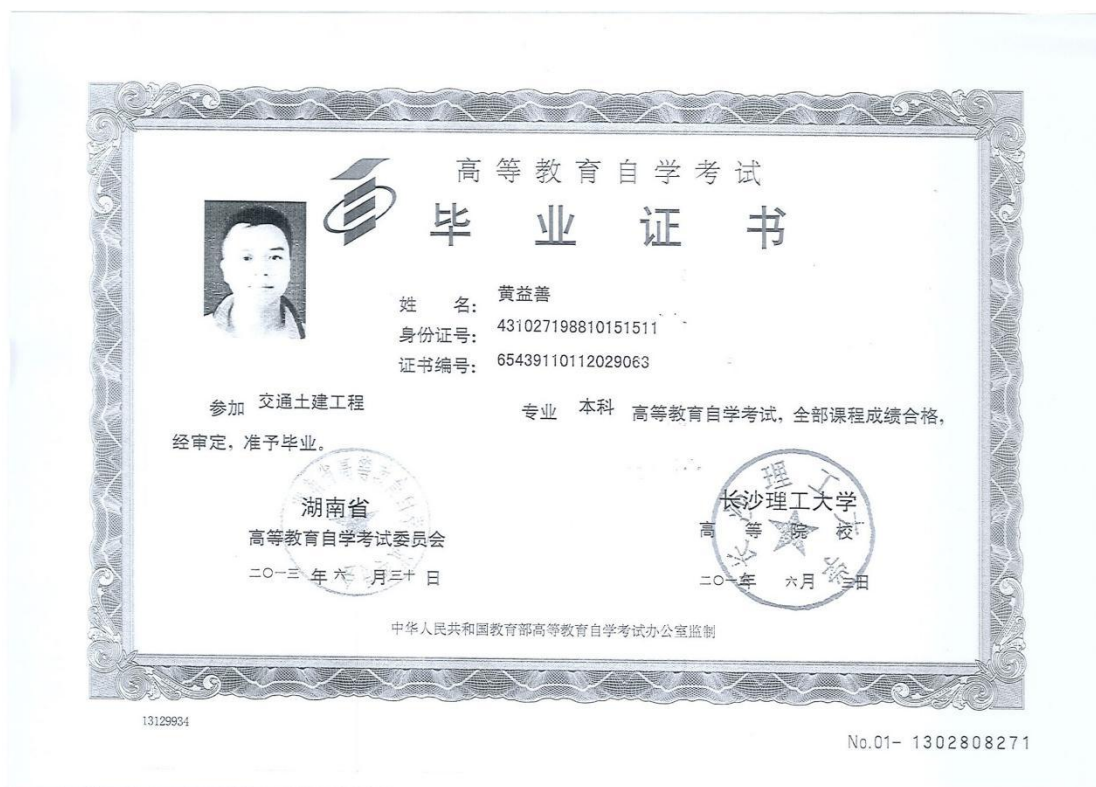 高等教育自学考试
毕业证书
姓 名: 黄益善
身份证号: 431027198810151511
证书编号: 65439110112029063
参加 交通土建工程 专业 本科 高等教育自学考试, 全部课程成绩合格,
经审定, 准予毕业。
湖南省
高等教育自学考试委员会
二〇一三 年 六 月 三十 日
长沙理工大学
高 等 院 校
六月
中华人民共和国教育部高等教育自学考试办公室监制
13129934
No.01- 1302808271